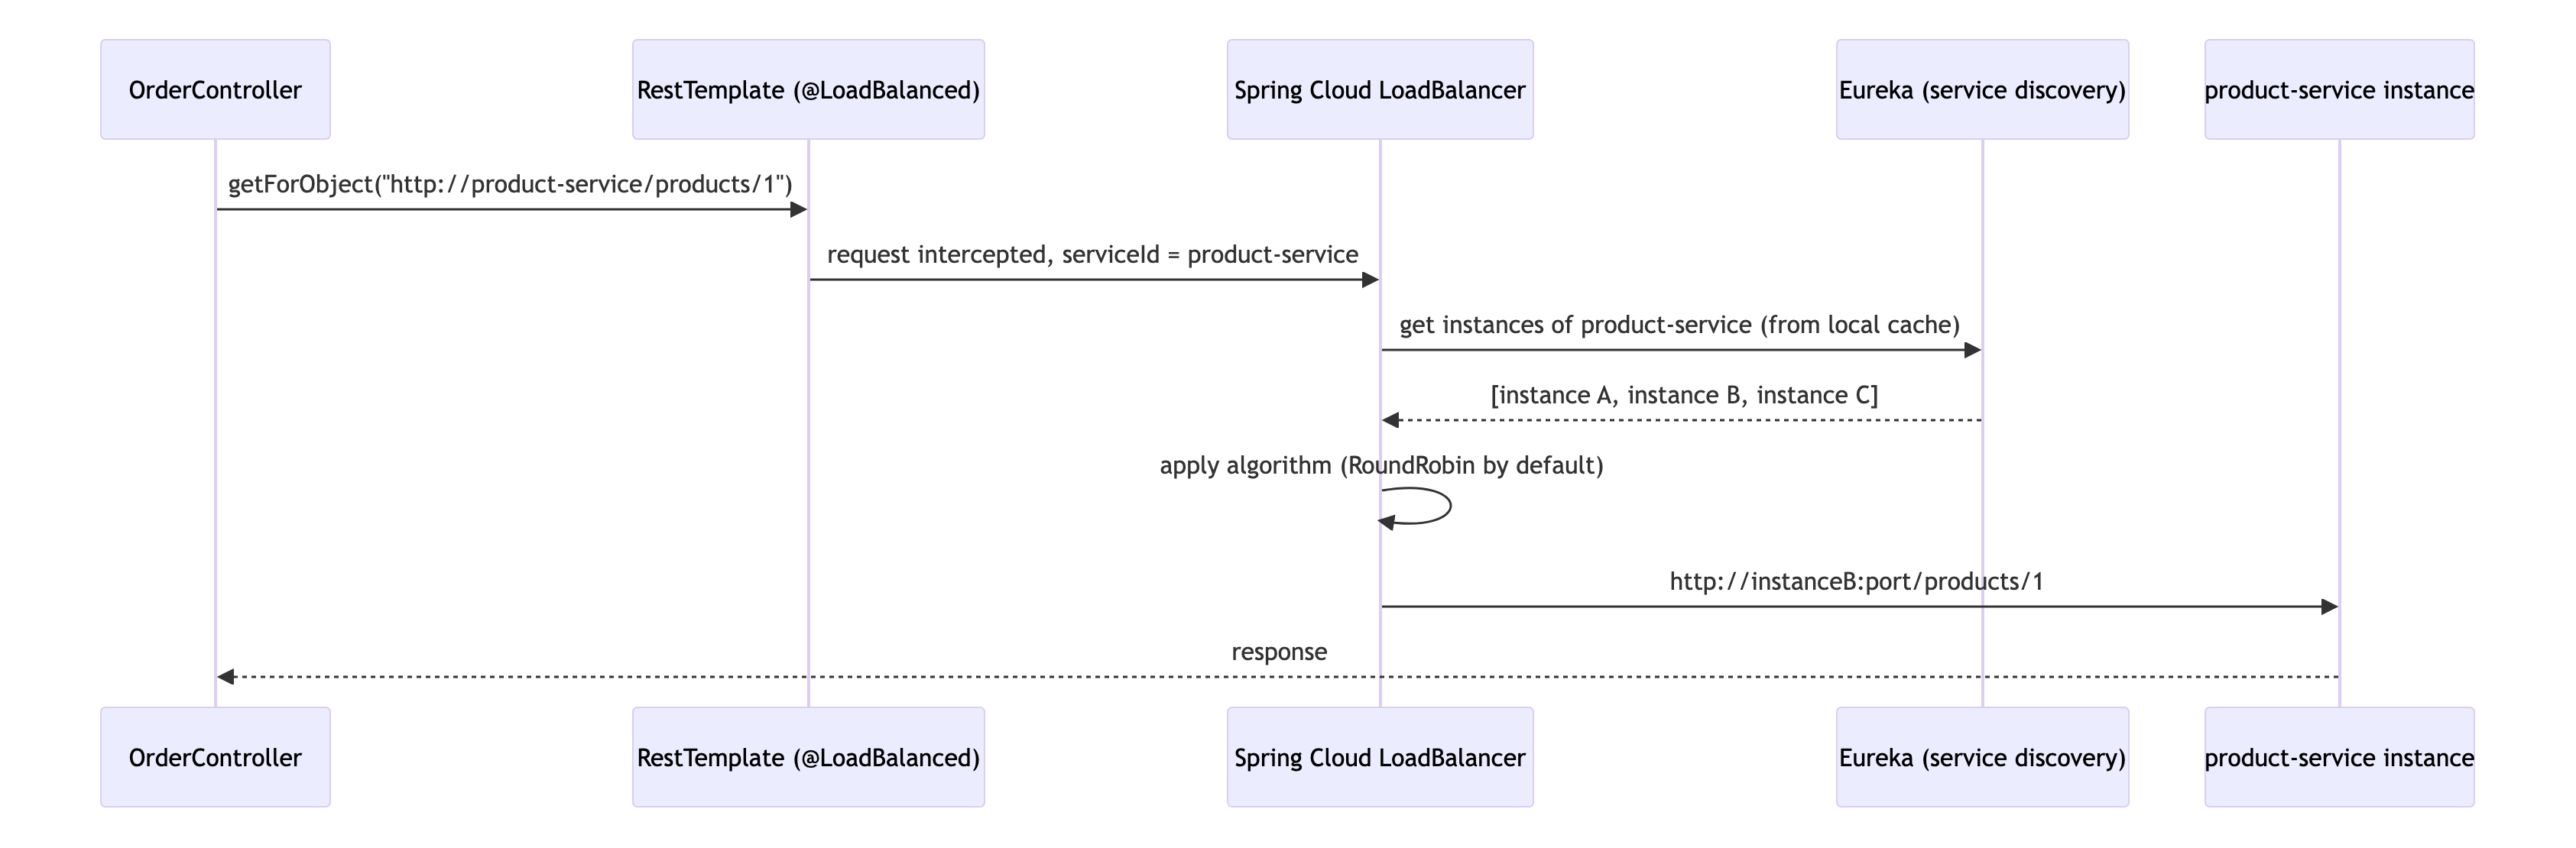 OrderController
RestTemplate (@LoadBalanced)
Spring Cloud LoadBalancer
Eureka (service discovery)
product-service instance
getForObject("http://product-service/products/1")
request intercepted, serviceId = product-service
get instances of product-service (from local cache)
[instance A, instance B, instance C]
apply algorithm (RoundRobin by default)
http://instanceB:port/products/1
response
OrderController
RestTemplate (@LoadBalanced)
Spring Cloud LoadBalancer
Eureka (service discovery)
product-service instance